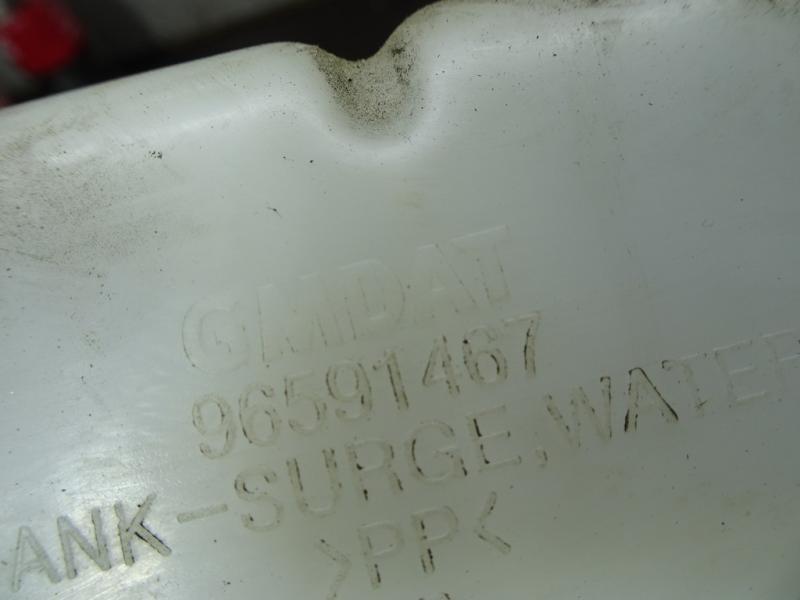 GMDAT
96591467
ANK-SURGE,WATER
>PP<